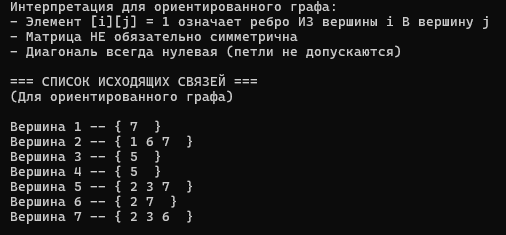 Интерпретация для ориентированного графа:
- Элемент [i][j] = 1 означает ребро ИЗ вершины i В вершину j
- Матрица НЕ обязательно симметрична
- Диагональ всегда нулевая (петли не допускаются)
=== СПИСОК ИСХОДЯЩИХ СВЯЗЕЙ ===
(Для ориентированного графа)
Вершина 1 -- { 7  }
Вершина 2 -- { 1 6 7  }
Вершина 3 -- { 5  }
Вершина 4 -- { 5  }
Вершина 5 -- { 2 3 7  }
Вершина 6 -- { 2 7  }
Вершина 7 -- { 2 3 6  }